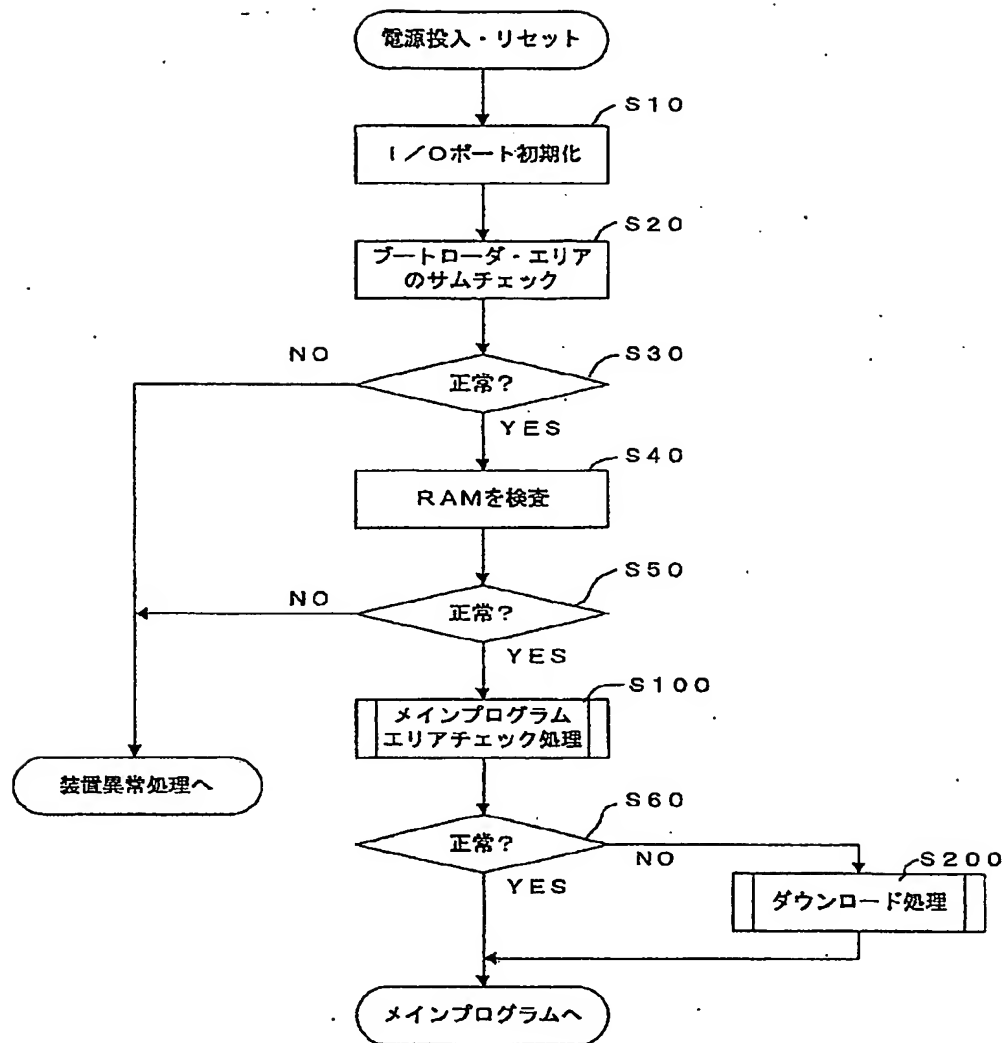 電源投入・リセット
S10
I/Oポート初期化
S20
ブートローダ・エリア
のサムチェック
S30
NO
正常?
YES
S40
RAMを検査
S50
NO
正常?
YES
S100
メインプログラム
エリアチェック処理
装置異常処理へ
S60
正常?
NO
YES
S200
ダウンロード処理
メインプログラムへ